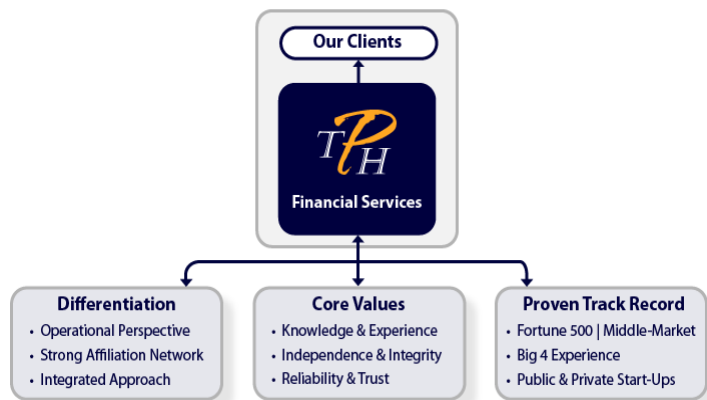 Our Clients
TPH
Financial Services
Differentiation
• Operational Perspective
• Strong Affiliation Network
• Integrated Approach
Core Values
• Knowledge & Experience
• Independence & Integrity
• Reliability & Trust
Proven Track Record
• Fortune 500 | Middle-Market
• Big 4 Experience
• Public & Private Start-Ups